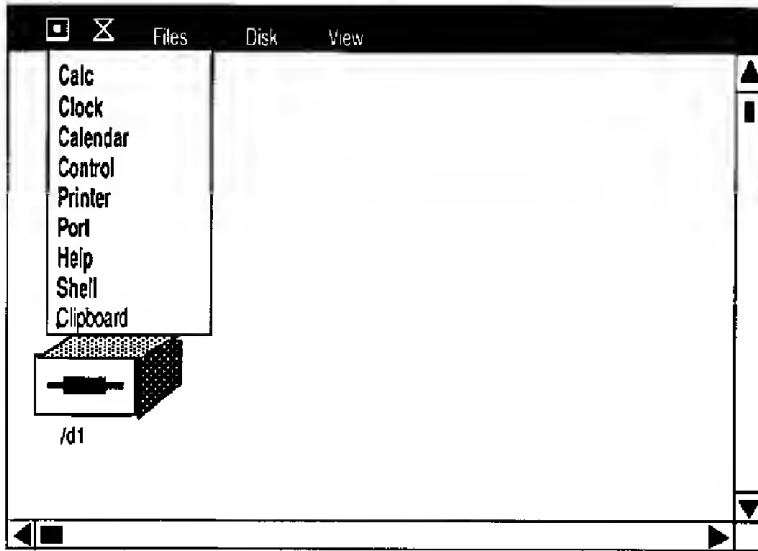 Files Disk View
Calc
Clock
Calendar
Control
Printer
Port
Help
Shell
Clipboard
/d1